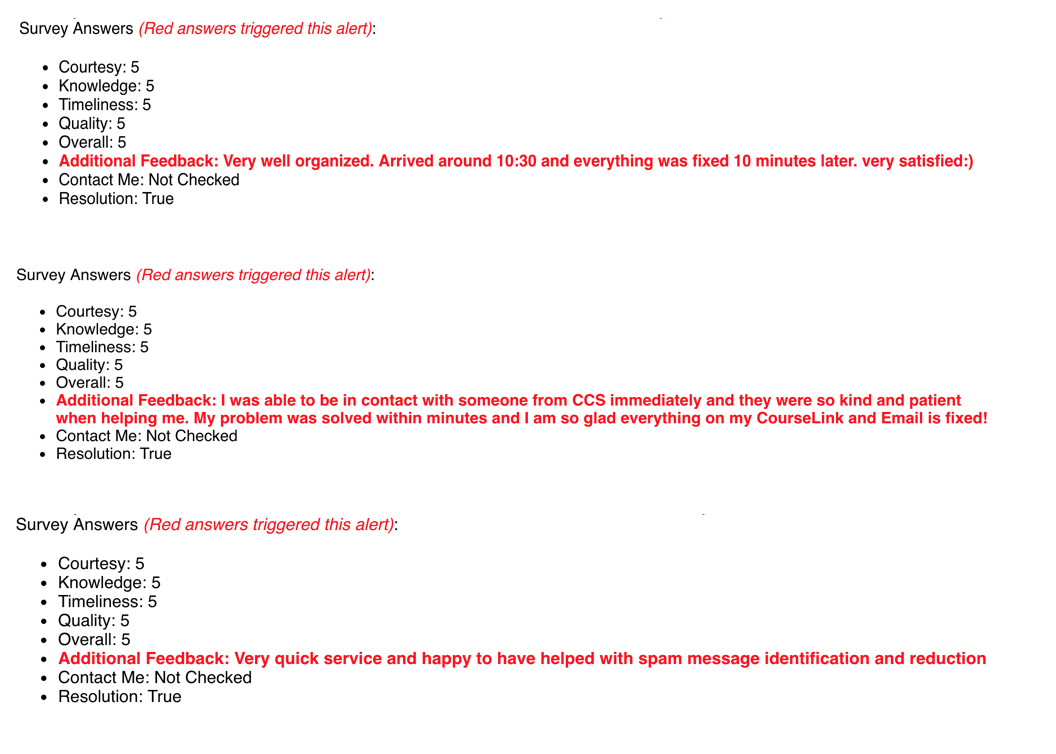 Survey Answers (Red answers triggered this alert):
• Courtesy: 5
• Knowledge: 5
• Timeliness: 5
• Quality: 5
• Overall: 5
• Additional Feedback: Very well organized. Arrived around 10:30 and everything was fixed 10 minutes later. very satisfied:)
• Contact Me: Not Checked
• Resolution: True
Survey Answers (Red answers triggered this alert):
• Courtesy: 5
• Knowledge: 5
• Timeliness: 5
• Quality: 5
• Overall: 5
• Additional Feedback: I was able to be in contact with someone from CCS immediately and they were so kind and patient
when helping me. My problem was solved within minutes and I am so glad everything on my CourseLink and Email is fixed!
• Contact Me: Not Checked
• Resolution: True
Survey Answers (Red answers triggered this alert):
• Courtesy: 5
• Knowledge: 5
• Timeliness: 5
• Quality: 5
• Overall: 5
• Additional Feedback: Very quick service and happy to have helped with spam message identification and reduction
• Contact Me: Not Checked
• Resolution: True